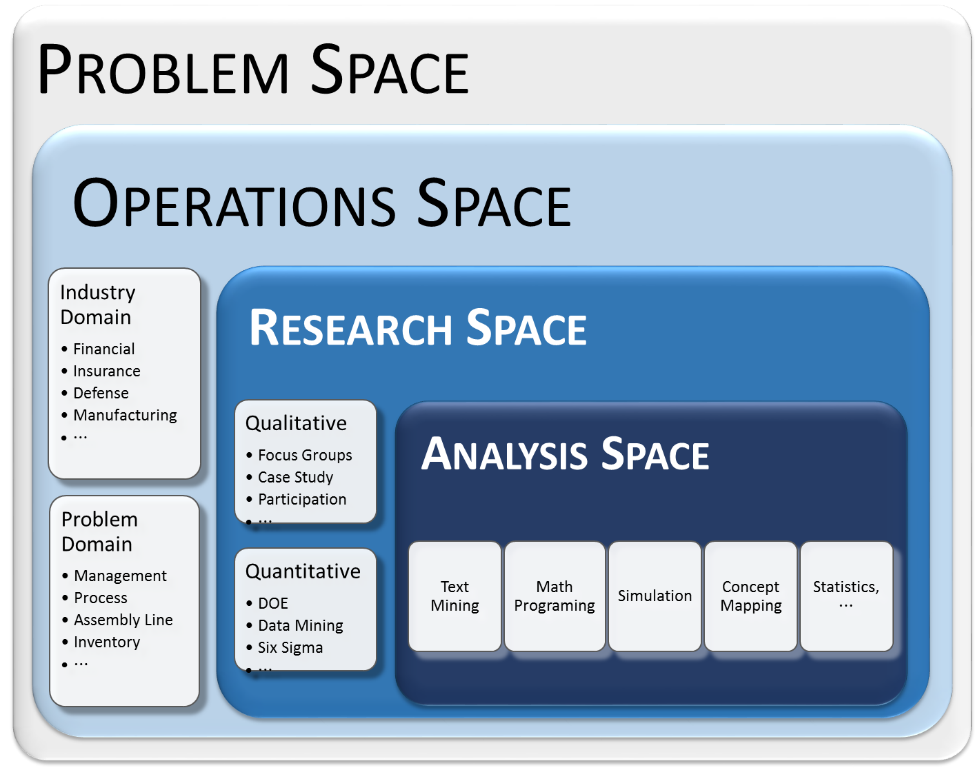 PROBLEM SPACE
OPERATIONS SPACE
Industry
Domain
• Financial
• Insurance
• Defense
• Manufacturing
• ...
Problem
Domain
• Management
• Process
• Assembly Line
• Inventory
• ...
RESEARCH SPACE
Qualitative
• Focus Groups
• Case Study
• Participation
• ...
Quantitative
• DOE
• Data Mining
• Six Sigma
• ...
ANALYSIS SPACE
Text
Mining
Math
Programing
Simulation
Concept
Mapping
Statistics,
...